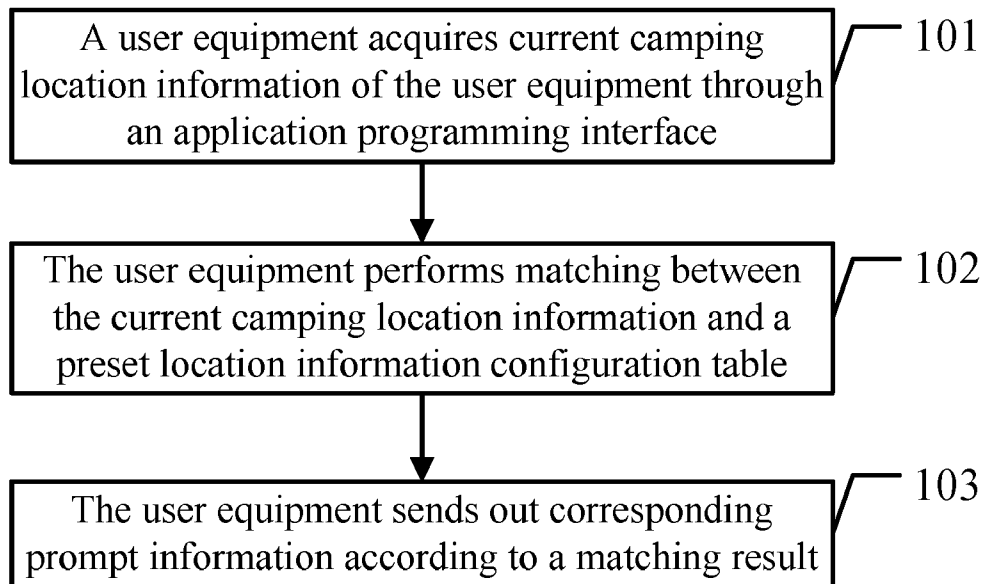 A user equipment acquires current camping
location information of the user equipment through
an application programming interface
101
The user equipment performs matching between
the current camping location information and a
preset location information configuration table
102
The user equipment sends out corresponding
prompt information according to a matching result
103